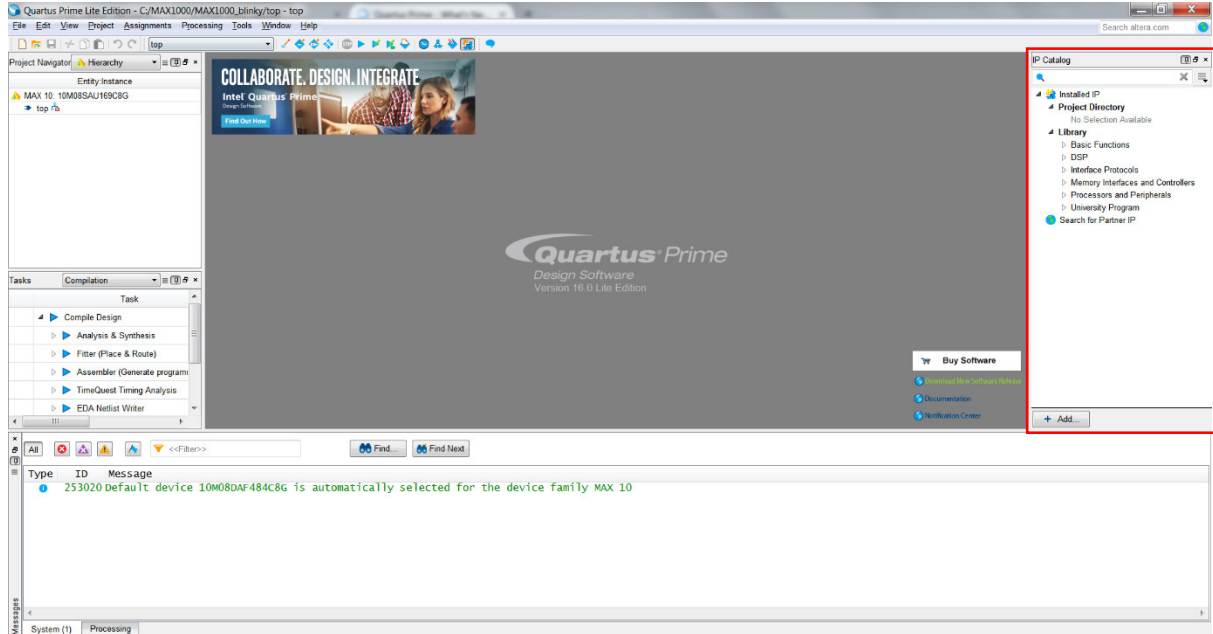 Quartus Prime Lite Edition - C:/MAX1000/MAX1000_blinky/top - top
File Edit View Project Assignments Processing Tools Window Help
Search altera.com
top
Project Navigator Hierarchy
Entity:Instance
MAX 10: 10M08SAU169C8G
top
COLLABORATE. DESIGN. INTEGRATE
Intel Quartus Prime
Design Software
Find Out How
Quartus Prime
Design Software
Version 16.0 Lite Edition
Buy Software
Download New Software Release
Documentation
Notification Center
IP Catalog
Installed IP
Project Directory
No Selection Available
Library
Basic Functions
DSP
Interface Protocols
Memory Interfaces and Controllers
Processors and Peripherals
University Program
Search for Partner IP
+ Add...
Tasks Compilation
Task
Compile Design
Analysis & Synthesis
Fitter (Place & Route)
Assembler (Generate programm
TimeQuest Timing Analysis
EDA Netlist Writer
All <<Filter>> Find... Find Next
Type ID Message
253020 Default device 10M08DAF484C8G is automatically selected for the device family MAX 10
Messages
System (1) Processing